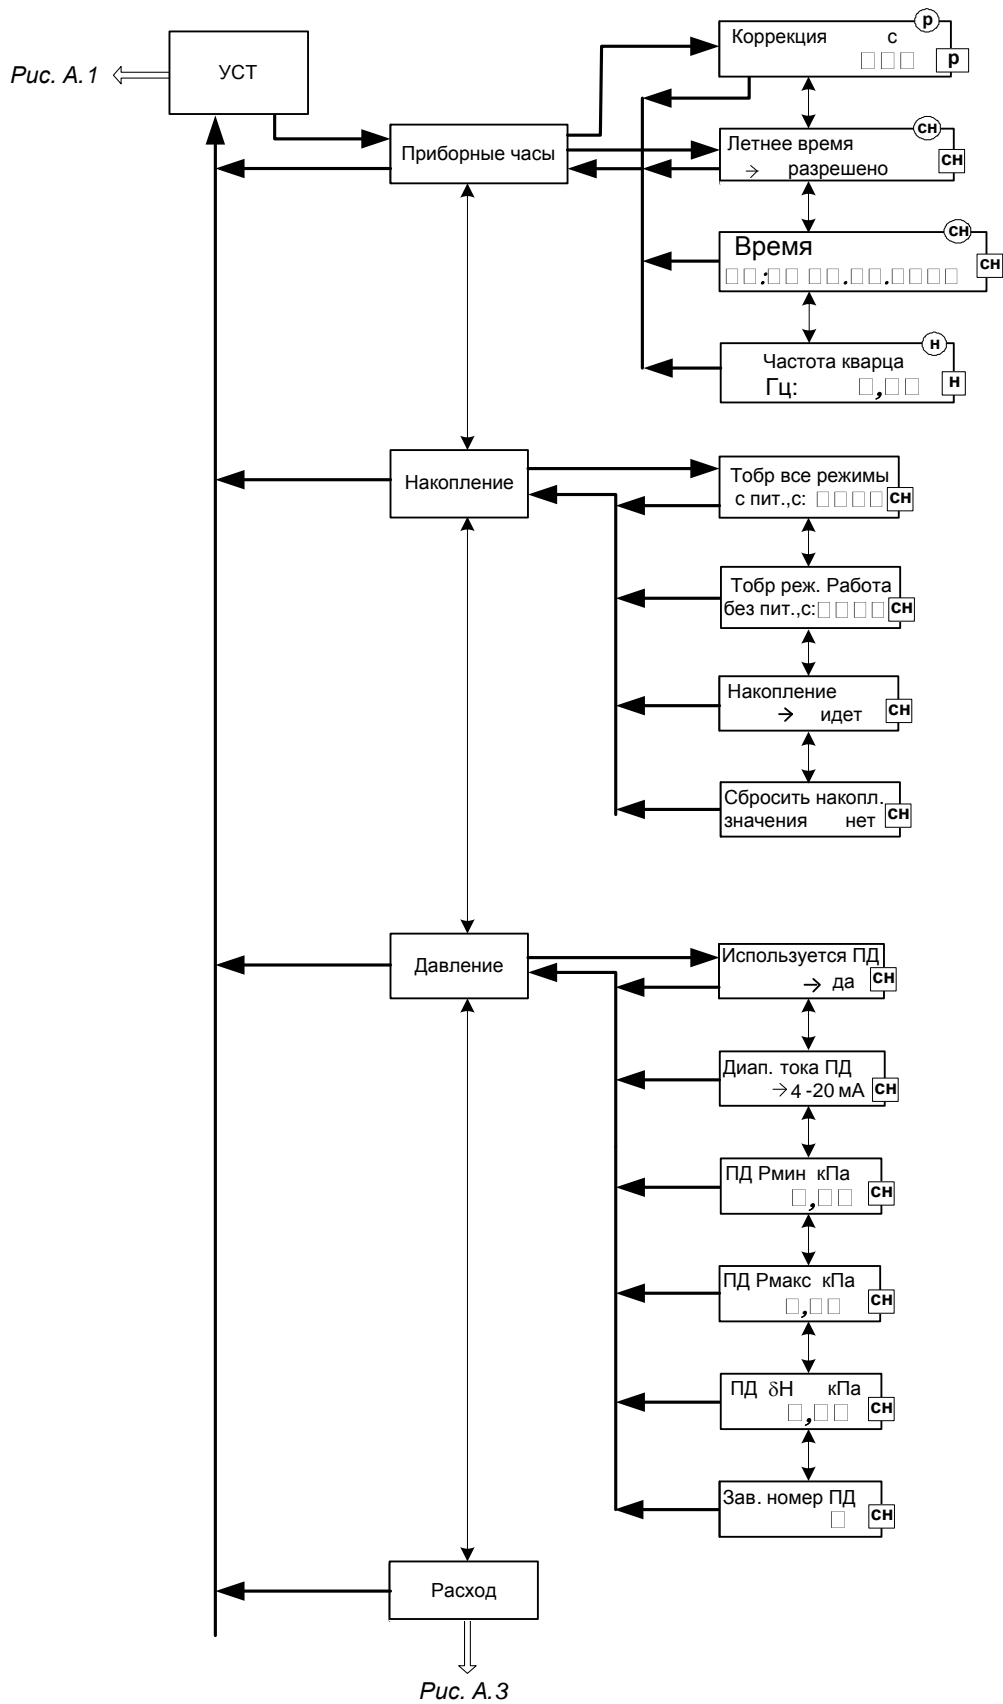 Рис. А.1
УСТ
Приборные часы
Коррекция с
р
р
Летнее время
→ разрешено
сн
сн
Время
□□:□□ □□.□□.□□□□
сн
сн
Частота кварца
Гц: □,□□
н
н
Накопление
Тобр все режимы
с пит.,с: □□□□
сн
Тобр реж. Работа
без пит.,с:□□□□
сн
Накопление
→ идет
сн
Сбросить накопл.
значения нет
сн
Давление
Используется ПД
→ да
сн
Диап. тока ПД
→4 -20 мА
сн
ПД Рмин кПа
□,□□
сн
ПД Рмакс кПа
□,□□
сн
ПД δН кПа
□,□□
сн
Зав. номер ПД
□
сн
Расход
Рис. А.3